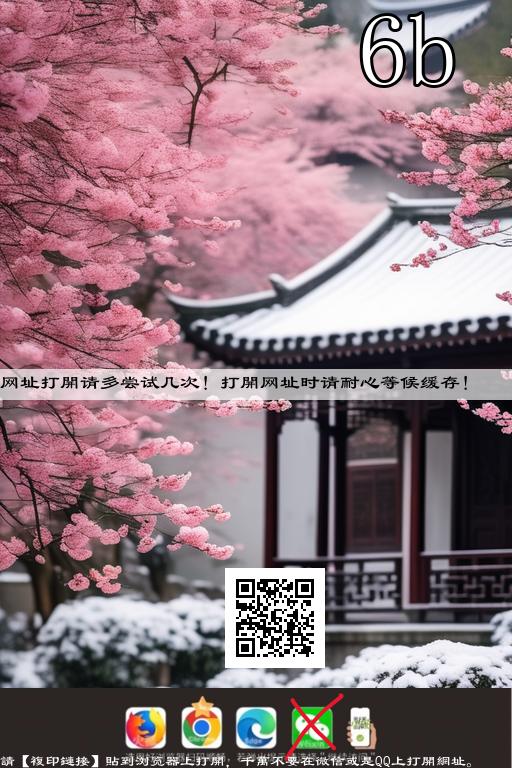 6b
网址打開请多尝试几次！打開网址时请耐心等候缓存！
請【複印鏈接】貼到浏览器上打開，千萬不要在微信或是QQ上打開網址。